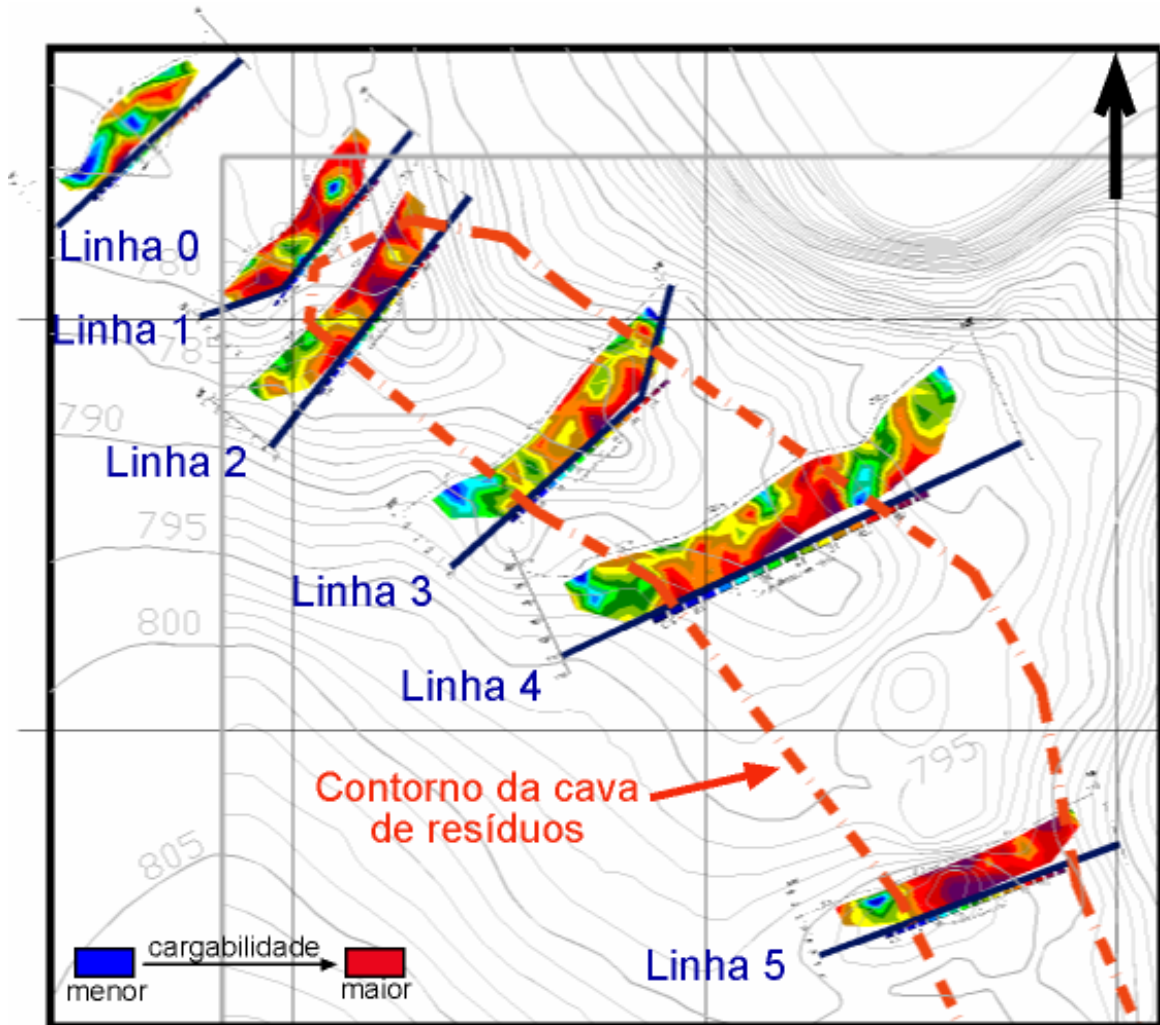 Linha 0
780
Linha 1
785
790
Linha 2
795
Linha 3
800
Linha 4
795
Contorno da cava
de resíduos
805
cargabilidade
menor
maior
Linha 5